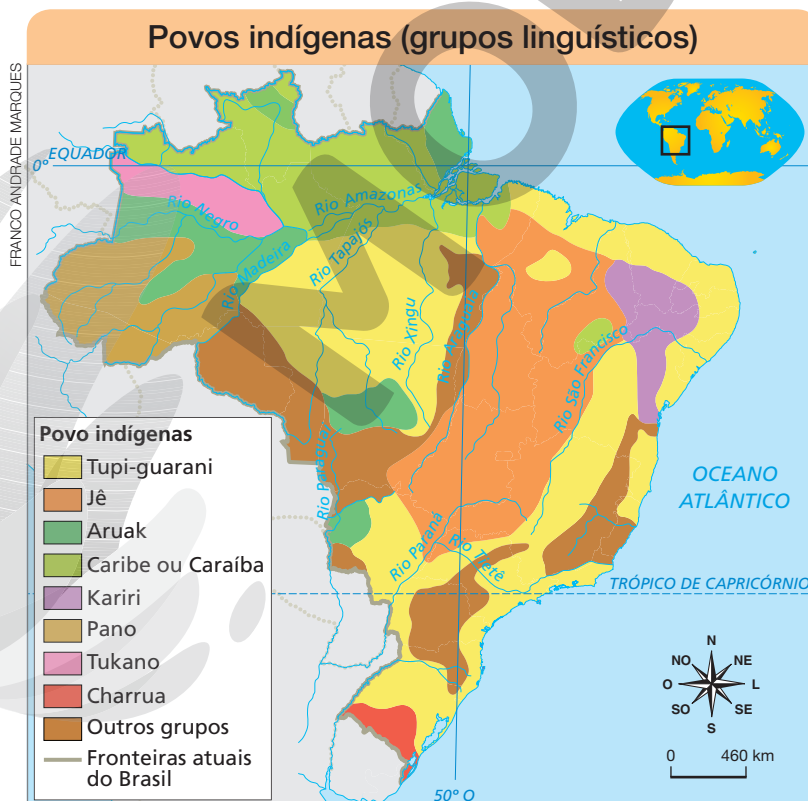 Povos indígenas (grupos linguísticos)
FRANCO ANDRADE MARQUES
0°
EQUADOR
Rio Negro
Rio Amazonas
Rio Madeira
Rio Tapajós
Rio Xingu
Rio Araguaia
Rio São Francisco
Rio Paraguai
Rio Paraná
Rio Tietê
OCEANO
ATLÂNTICO
TRÓPICO DE CAPRICÓRNIO
Povo indígenas
Tupi-guarani
Jê
Aruak
Caribe ou Caraíba
Kariri
Pano
Tukano
Charrua
Outros grupos
Fronteiras atuais
do Brasil
N
NO
NE
O
L
SO
SE
S
0
460 km
50° O